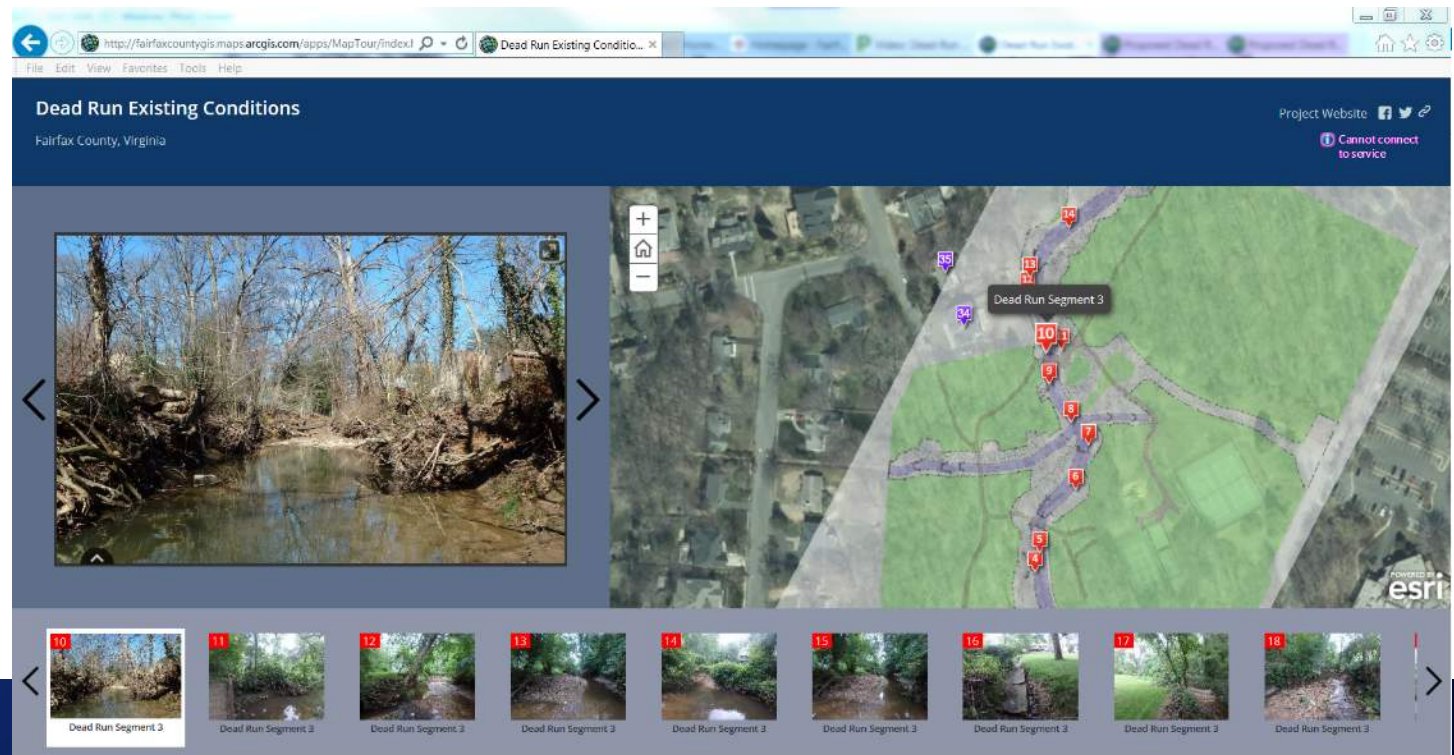 http://fairfaxcountygis.maps.arcgis.com/apps/MapTour/index.l
Dead Run Existing Conditio...
File Edit View Favorites Tools Help
Dead Run Existing Conditions
Fairfax County, Virginia
Project Website
Cannot connect
to service
+
−
14
35
13
12
34
Dead Run Segment 3
10
9
8
7
6
5
4
POWERED BY
esri
10
11
12
13
14
15
16
17
18
Dead Run Segment 3
Dead Run Segment 3
Dead Run Segment 3
Dead Run Segment 3
Dead Run Segment 3
Dead Run Segment 3
Dead Run Segment 3
Dead Run Segment 3
Dead Run Segment 3